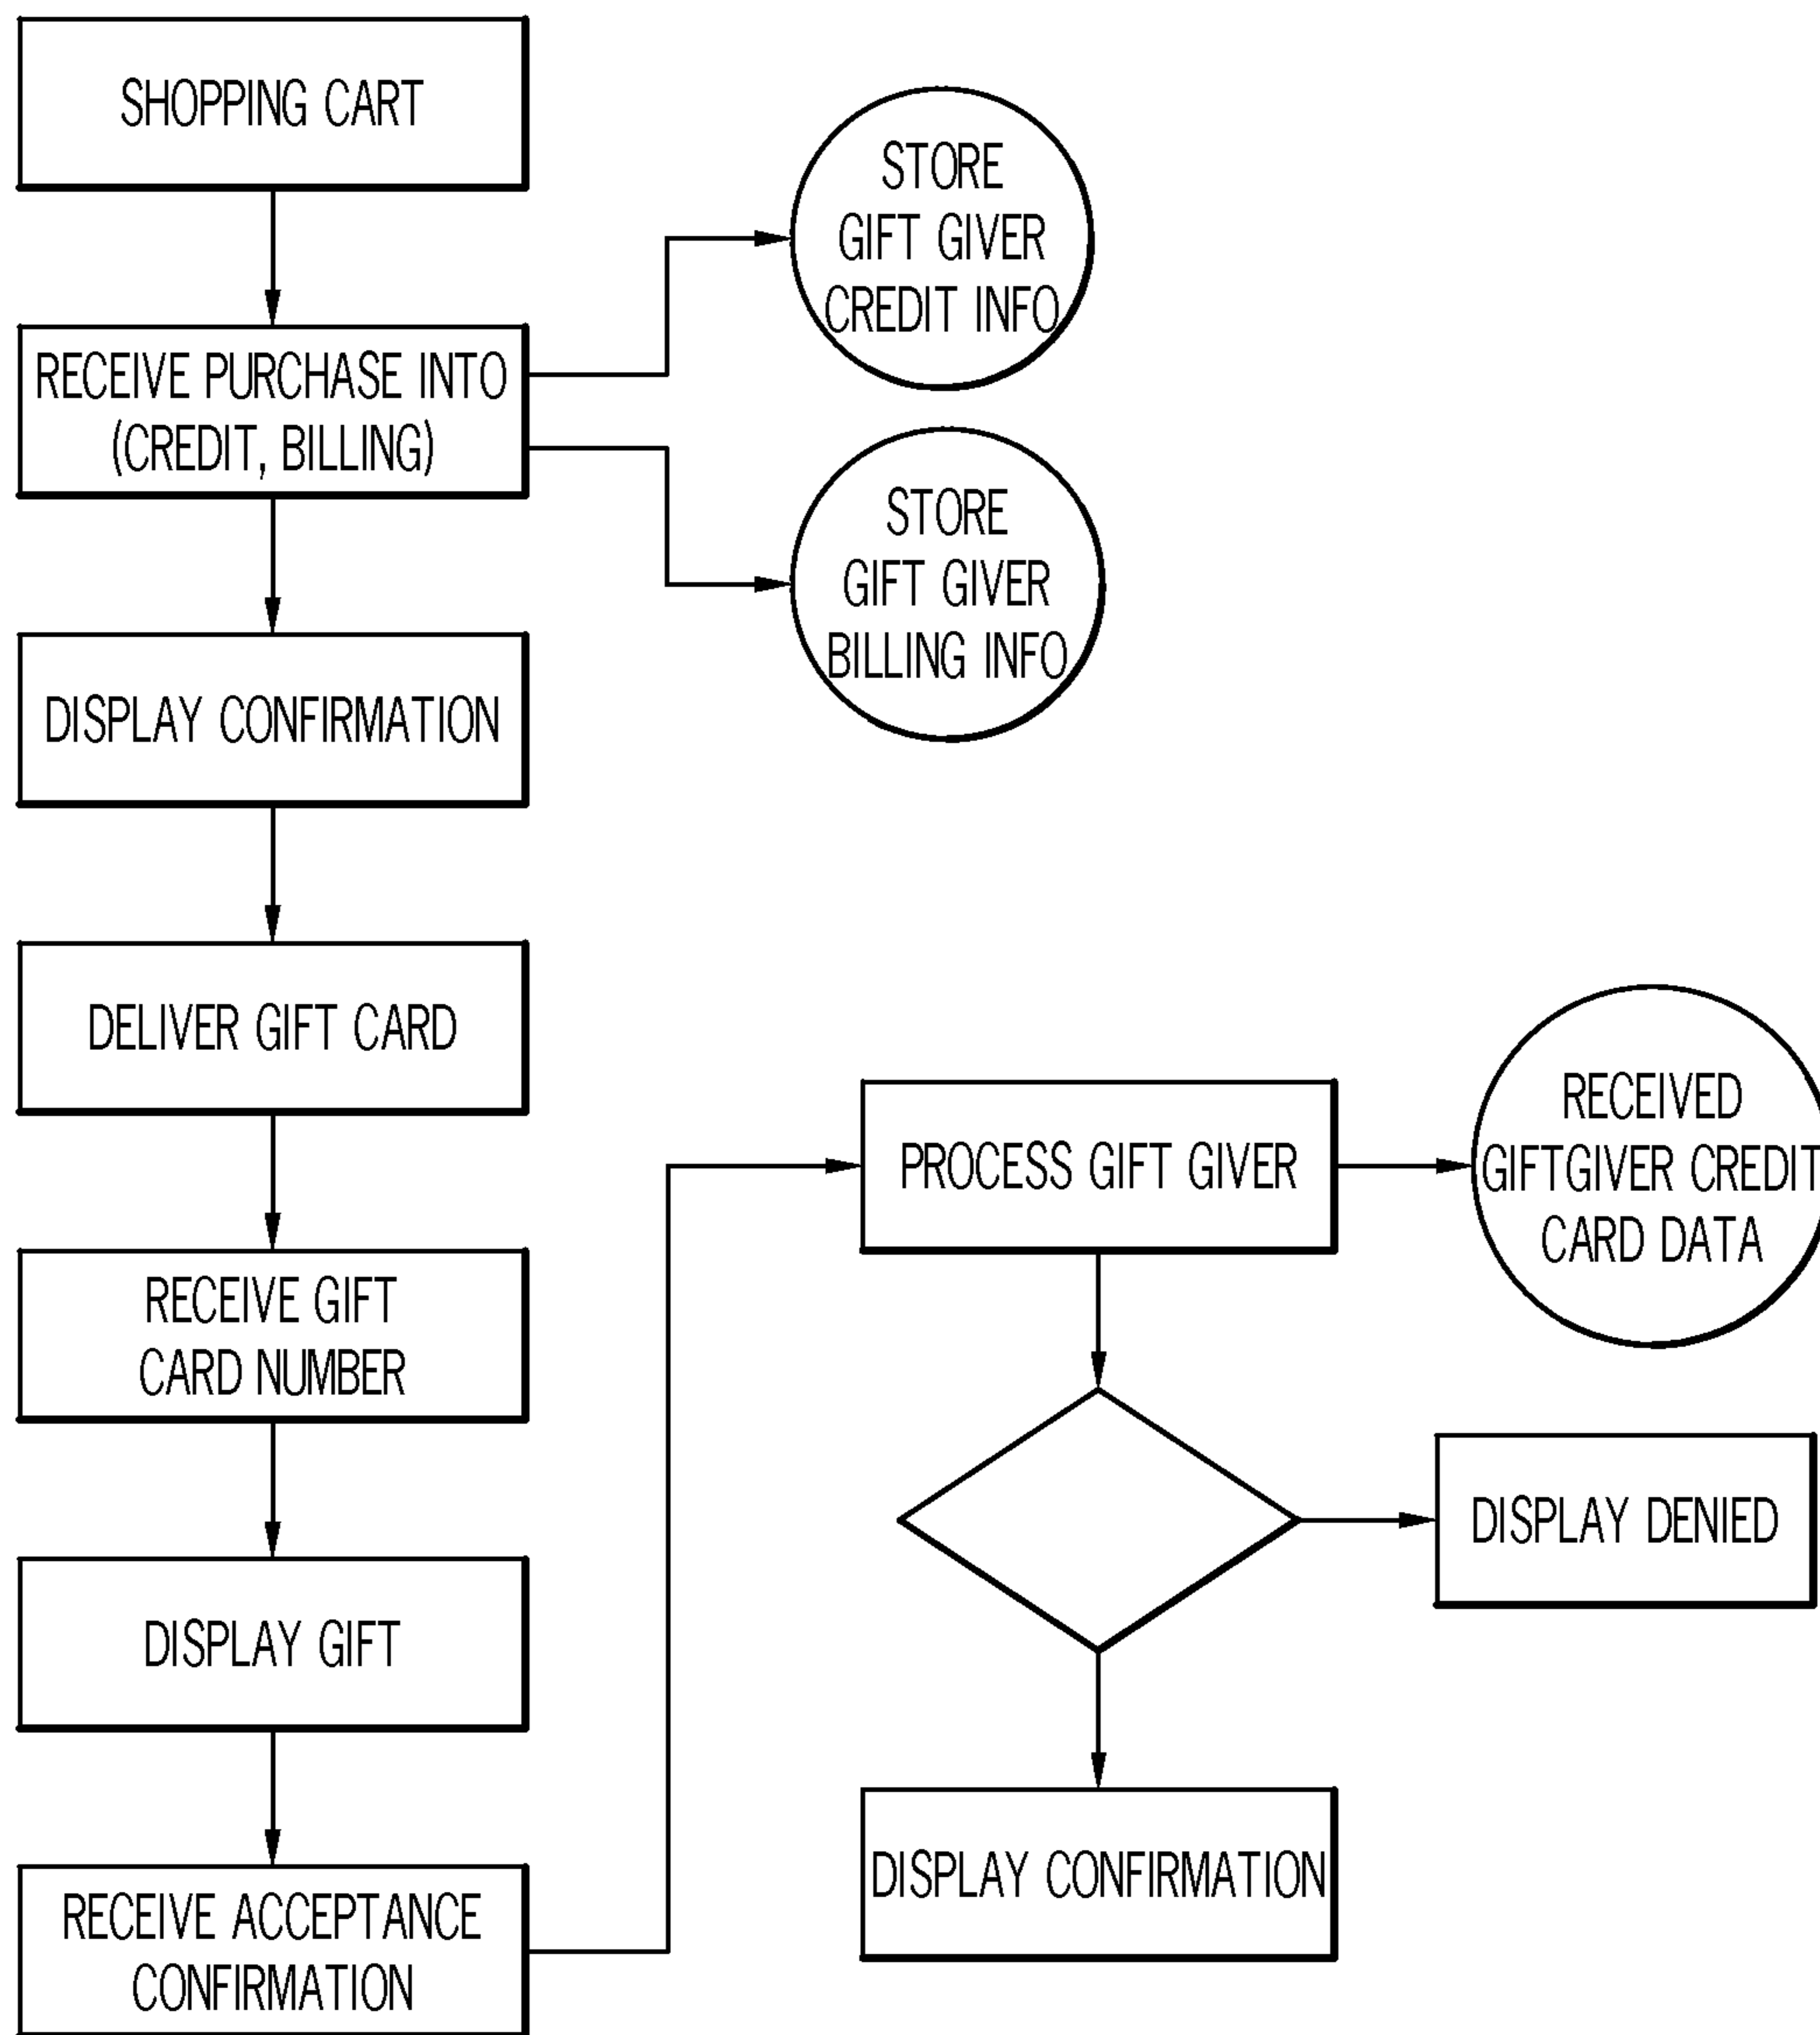 SHOPPING CART
STORE
GIFT GIVER
CREDIT INFO
RECEIVE PURCHASE INTO
(CREDIT, BILLING)
STORE
GIFT GIVER
BILLING INFO
DISPLAY CONFIRMATION
DELIVER GIFT CARD
RECEIVE GIFT
CARD NUMBER
DISPLAY GIFT
RECEIVE ACCEPTANCE
CONFIRMATION
PROCESS GIFT GIVER
RECEIVED
GIFTGIVER CREDIT
CARD DATA
DISPLAY DENIED
DISPLAY CONFIRMATION